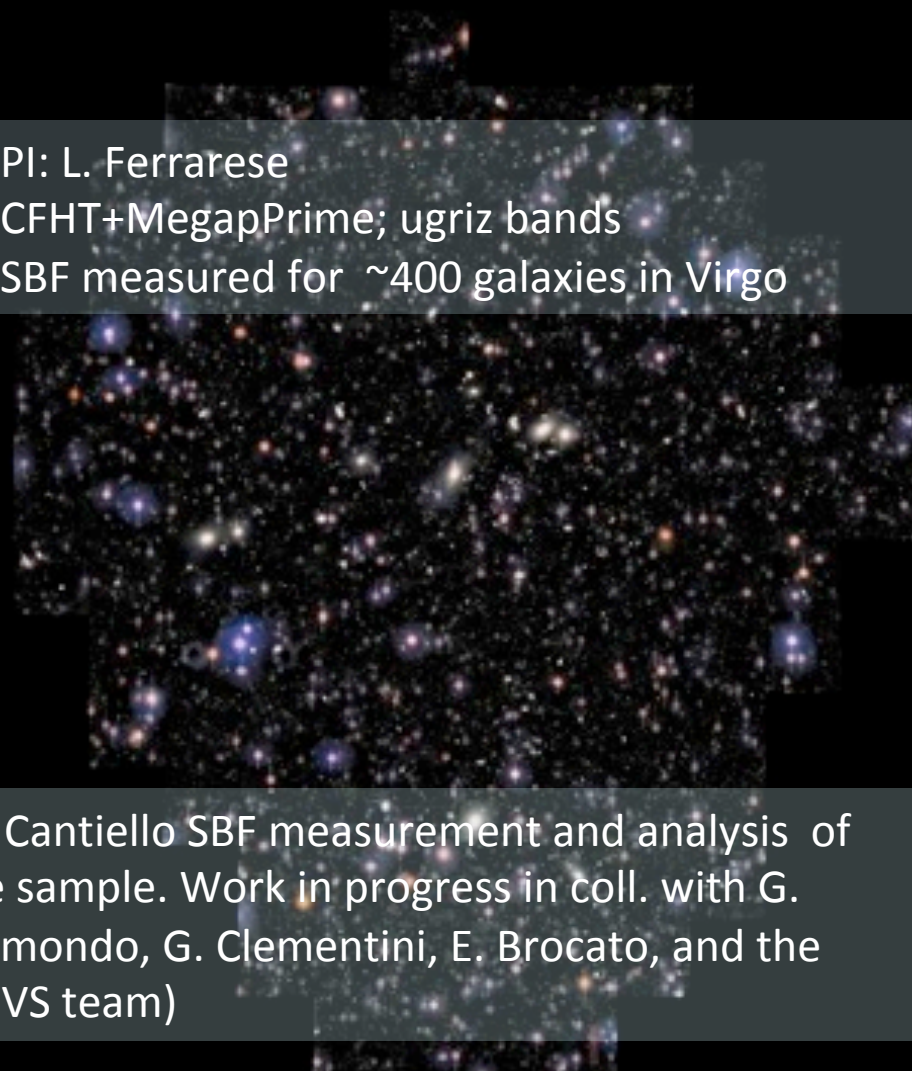 PI: L. Ferrarese
CFHT+MegapPrime; ugriz bands
SBF measured for ~400 galaxies in Virgo
Cantiello SBF measurement and analysis of
sample. Work in progress in coll. with G.
mondo, G. Clementini, E. Brocato, and the
VS team)